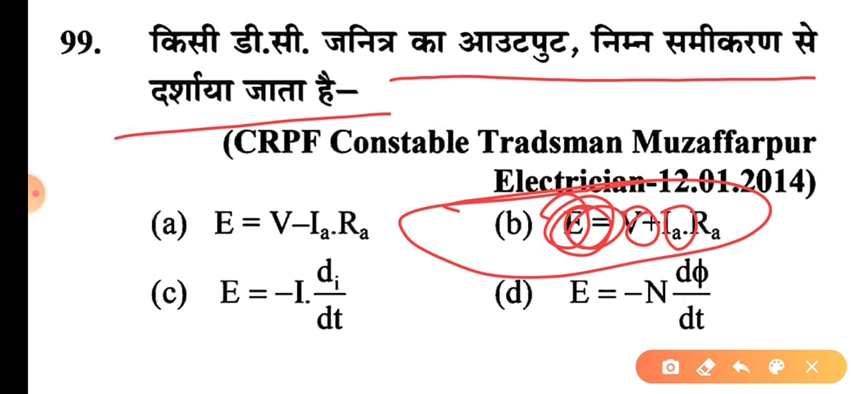 99. किसी डी.सी. जनित्र का आउटपुट, निम्न समीकरण से
दर्शाया जाता है–
(CRPF Constable Tradsman Muzaffarpur
Electrician-12.01.2014)
(a) E = V–Iₐ.Rₐ (b) E = V+Iₐ.Rₐ
(c) E = –I. dᵢ/dt (d) E = –N dϕ/dt